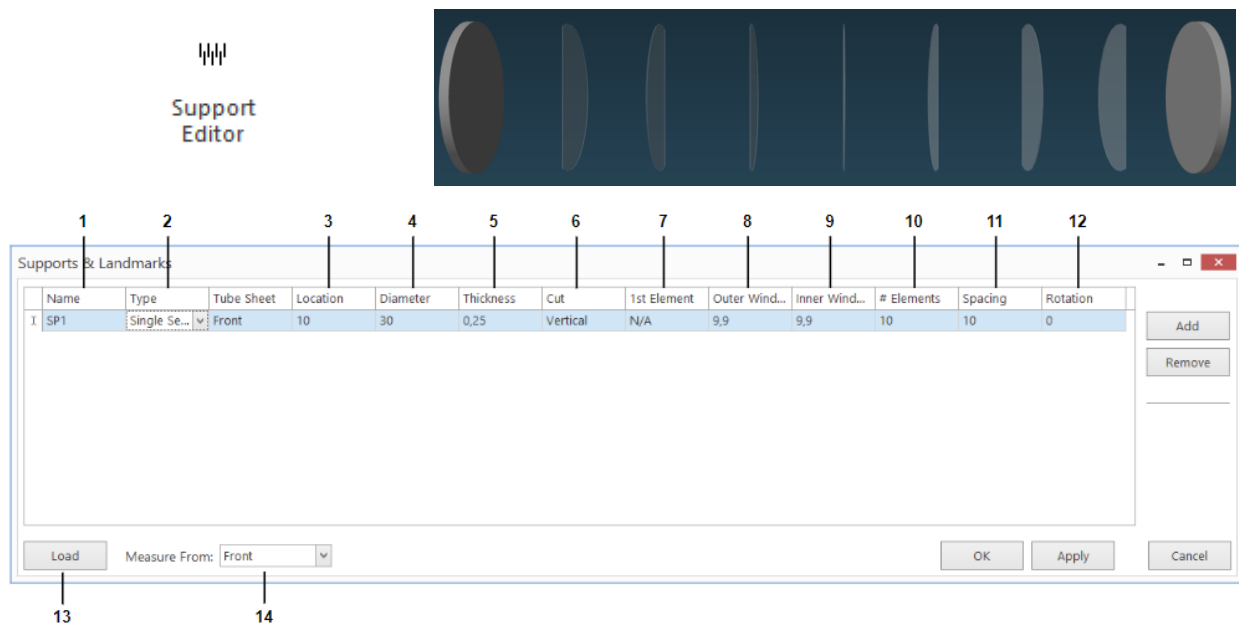 Support
Editor
1 2 3 4 5 6 7 8 9 10 11 12
Supports & Landmarks
Name Type Tube Sheet Location Diameter Thickness Cut 1st Element Outer Wind... Inner Wind... # Elements Spacing Rotation
SP1 Single Se... Front 10 30 0,25 Vertical N/A 9,9 9,9 10 10 0
Add
Remove
Load Measure From: Front OK Apply Cancel
13 14